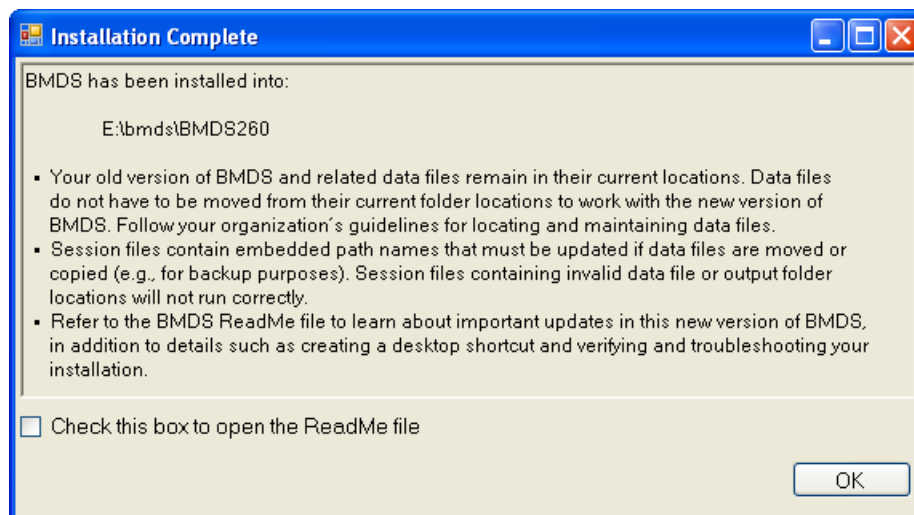 Installation Complete
BMDS has been installed into:
E:\bmds\BMDS260
▪ Your old version of BMDS and related data files remain in their current locations. Data files
do not have to be moved from their current folder locations to work with the new version of
BMDS. Follow your organization´s guidelines for locating and maintaining data files.
▪ Session files contain embedded path names that must be updated if data files are moved or
copied (e.g., for backup purposes). Session files containing invalid data file or output folder
locations will not run correctly.
▪ Refer to the BMDS ReadMe file to learn about important updates in this new version of BMDS,
in addition to details such as creating a desktop shortcut and verifying and troubleshooting your
installation.
Check this box to open the ReadMe file
OK